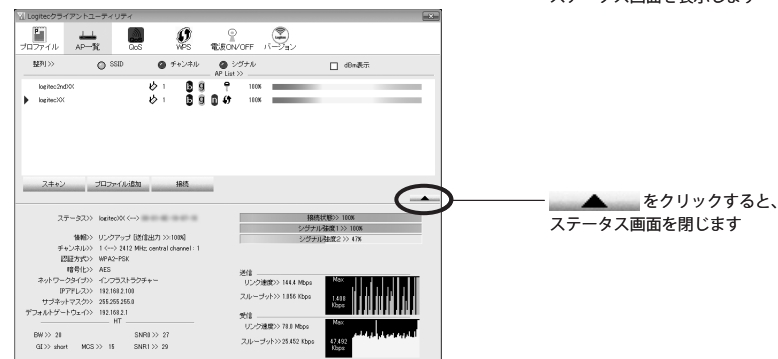 ステータス画面を表示します
Logitecクライアントユーティリティ
プロファイル AP一覧 QoS WPS 電波ON/OFF バージョン
整列 >> SSID チャンネル シグナル dBm表示
AP List >>
logitec2ndXX 1 b g 100%
logitecXX 1 b g n 100%
スキャン プロファイル追加 接続
をクリックすると、
ステータス画面を閉じます
ステータス >> logitecXX <-->
情報 >> リンクアップ [送信出力 >> 100%]
チャンネル >> 1 <--> 2412 MHz; central channel : 1
認証方式 >> WPA2-PSK
暗号化 >> AES
ネットワークタイプ >> インフラストラクチャー
IPアドレス >> 192.168.2.100
サブネットマスク >> 255.255.255.0
デフォルトゲートウェイ >> 192.168.2.1
HT
BW >> 20 SNR0 >> 27
GI >> short MCS >> 15 SNR1 >> 29
接続状態 >> 100%
シグナル強度1 >> 100%
シグナル強度2 >> 47%
送信
リンク速度 >> 144.4 Mbps
スループット >> 1.056 Kbps
Max
1.408
Kbps
受信
リンク速度 >> 78.0 Mbps
スループット >> 25.452 Kbps
Max
47.492
Kbps